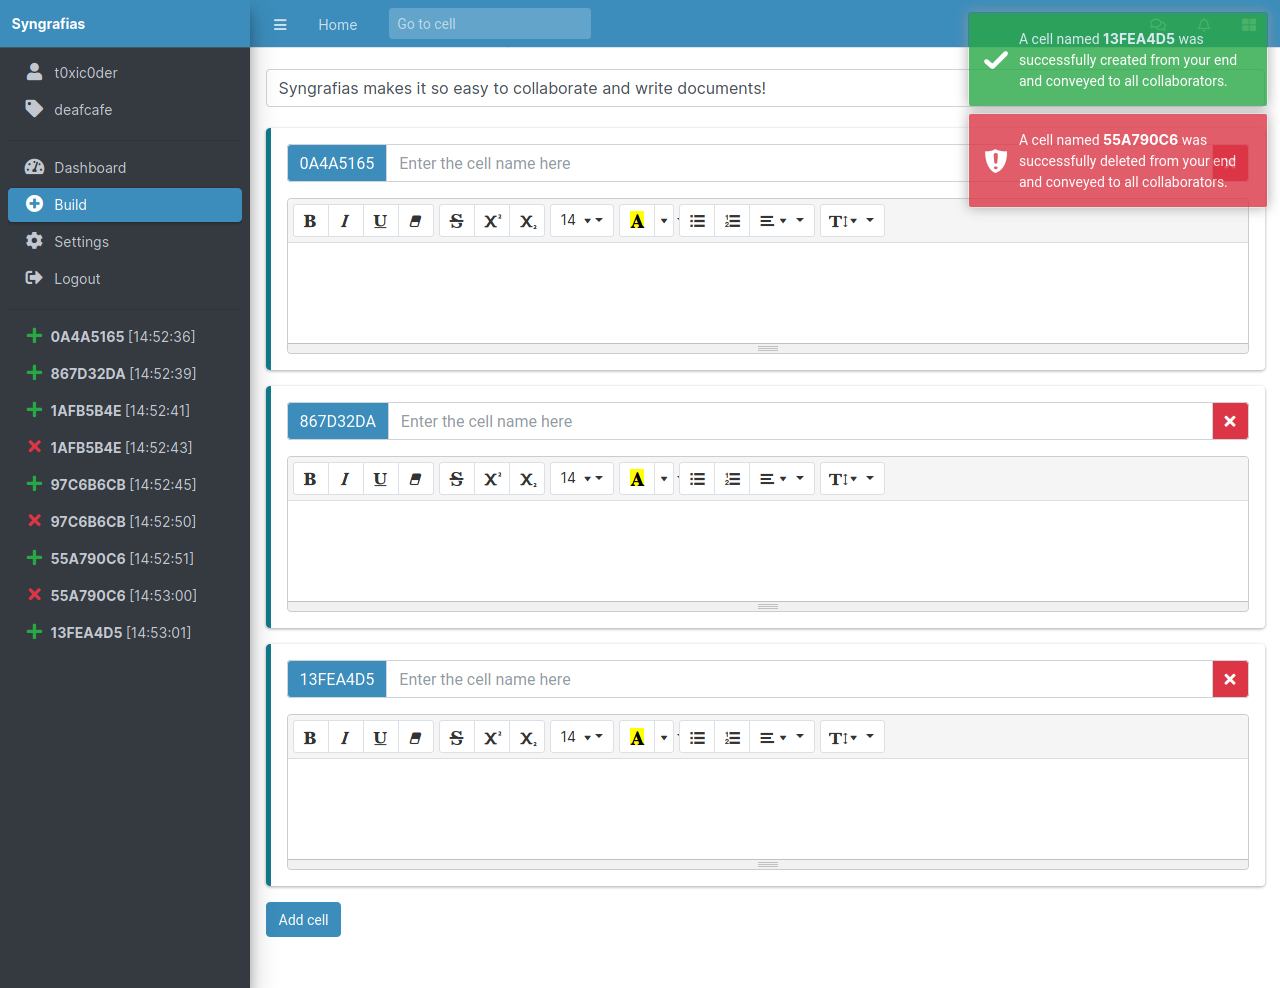 Syngrafias
t0xic0der
deafcafe
Dashboard
Build
Settings
Logout
0A4A5165 [14:52:36]
867D32DA [14:52:39]
1AFB5B4E [14:52:41]
1AFB5B4E [14:52:43]
97C6B6CB [14:52:45]
97C6B6CB [14:52:50]
55A790C6 [14:52:51]
55A790C6 [14:53:00]
13FEA4D5 [14:53:01]
Home
Go to cell
A cell named 13FEA4D5 was
successfully created from your end
and conveyed to all collaborators.
A cell named 55A790C6 was
successfully deleted from your end
and conveyed to all collaborators.
Syngrafias makes it so easy to collaborate and write documents!
0A4A5165 Enter the cell name here
B I U S X² X₂ 14 A T
867D32DA Enter the cell name here
B I U S X² X₂ 14 A T
13FEA4D5 Enter the cell name here
B I U S X² X₂ 14 A T
Add cell